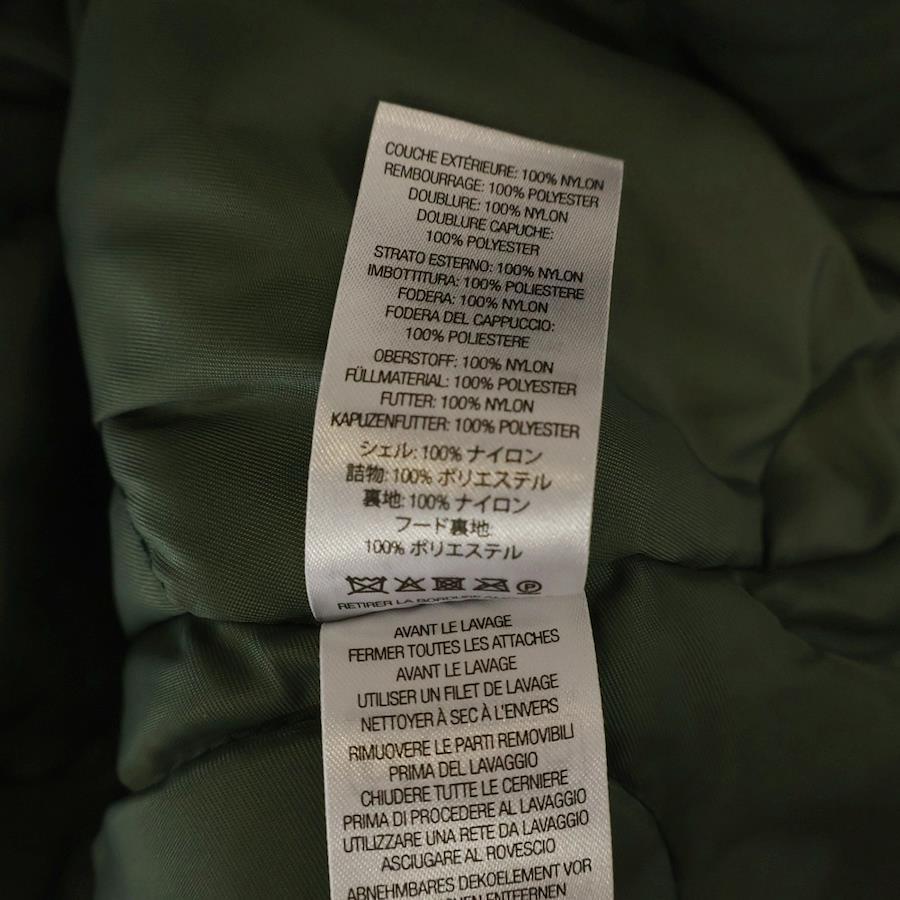 COUCHE EXTÉRIEURE: 100% NYLON
REMBOURRAGE: 100% POLYESTER
DOUBLURE: 100% NYLON
DOUBLURE CAPUCHE:
100% POLYESTER
STRATO ESTERNO: 100% NYLON
IMBOTTITURA: 100% POLIESTERE
FODERA: 100% NYLON
FODERA DEL CAPPUCCIO:
100% POLIESTERE
OBERSTOFF: 100% NYLON
FÜLLMATERIAL: 100% POLYESTER
FUTTER: 100% NYLON
KAPUZENFUTTER: 100% POLYESTER
シェル: 100% ナイロン
詰物: 100% ポリエステル
裏地: 100% ナイロン
フード裏地:
100% ポリエステル
P
RETIRER LA BORDURE
AVANT LE LAVAGE
FERMER TOUTES LES ATTACHES
AVANT LE LAVAGE
UTILISER UN FILET DE LAVAGE
NETTOYER À SEC À L'ENVERS
RIMUOVERE LE PARTI REMOVIBILI
PRIMA DEL LAVAGGIO
CHIUDERE TUTTE LE CERNIERE
PRIMA DI PROCEDERE AL LAVAGGIO
UTILIZZARE UNA RETE DA LAVAGGIO
ASCIUGARE AL ROVESCIO
ABNEHMBARES DEKOELEMENT VOR
ENTFERNEN